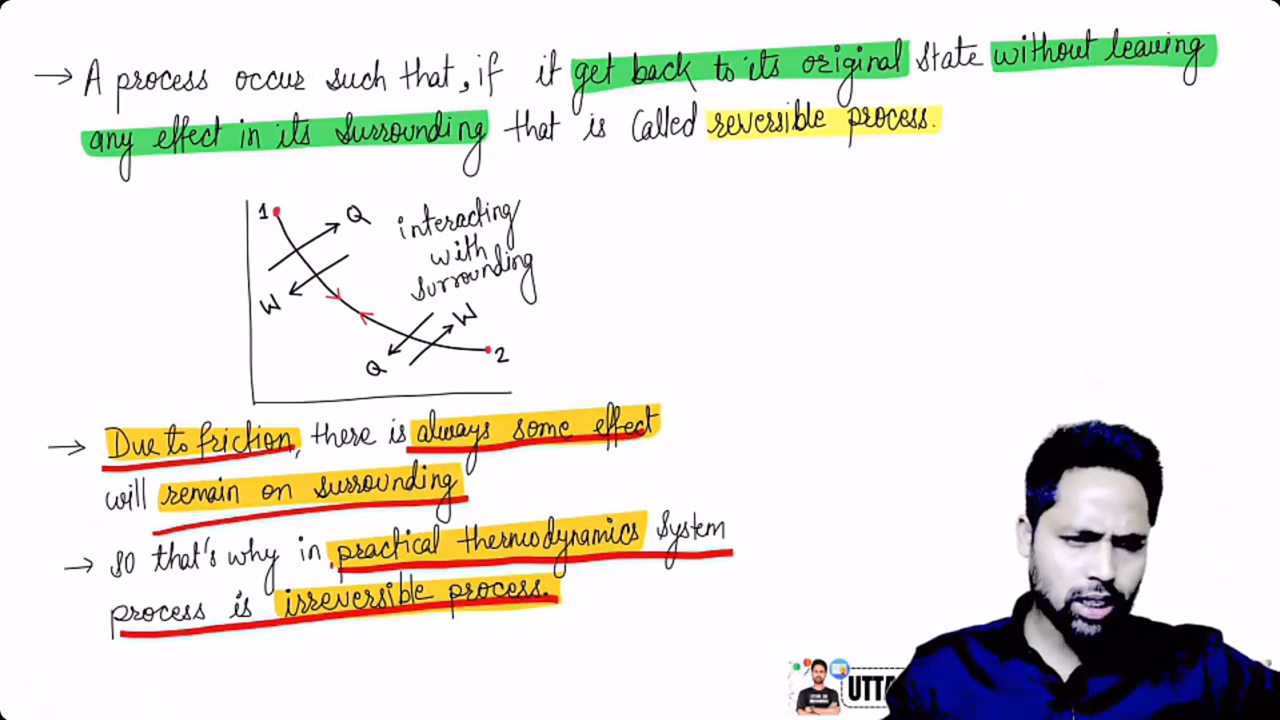 → A process occur such that, if it get back to its original state without leaving
any effect in its surrounding that is called reversible process.
1
Q
interacting
with
surrounding
W
W
Q
2
→ Due to friction, there is always some effect
will remain on surrounding
→ so that's why in practical thermodynamics system
process is irreversible process.
UTTA